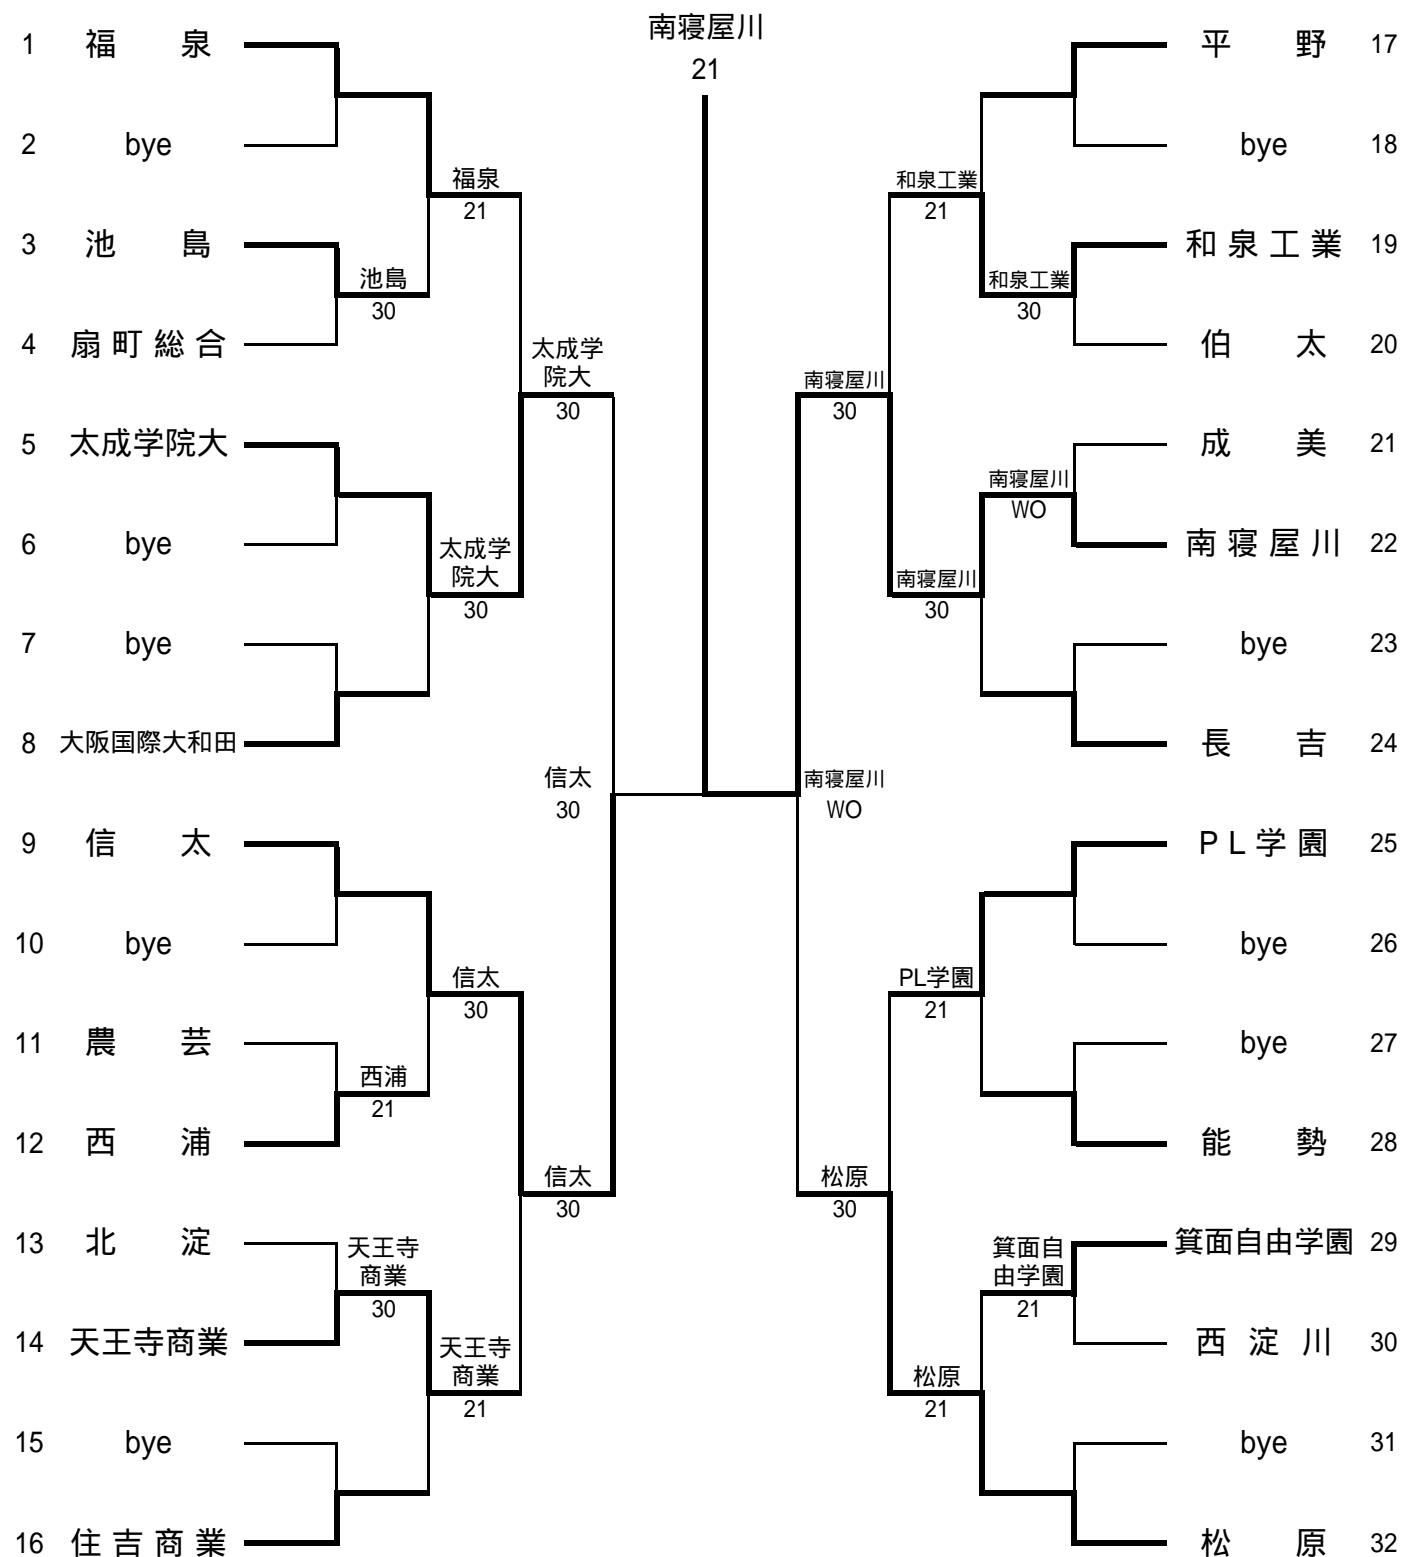 南寝屋川
21
1 福 泉
2 bye
3 池 島
4 扇町総合
5 太成学院大
6 bye
7 bye
8 大阪国際大和田
9 信 太
10 bye
11 農 芸
12 西 浦
13 北 淀
14 天王寺商業
15 bye
16 住吉商業
池島
30
西浦
21
天王寺
商業
30
福泉
21
太成学
院大
30
信太
30
天王寺
商業
21
太成学
院大
30
信太
30
信太
30
南寝屋川
WO
南寝屋川
30
松原
30
和泉工業
21
南寝屋川
30
PL学園
21
松原
21
和泉工業
30
南寝屋川
WO
箕面自
由学園
21
平 野 17
bye 18
和泉工業 19
伯 太 20
成 美 21
南寝屋川 22
bye 23
長 吉 24
PL学園 25
bye 26
bye 27
能 勢 28
箕面自由学園 29
西淀川 30
bye 31
松 原 32